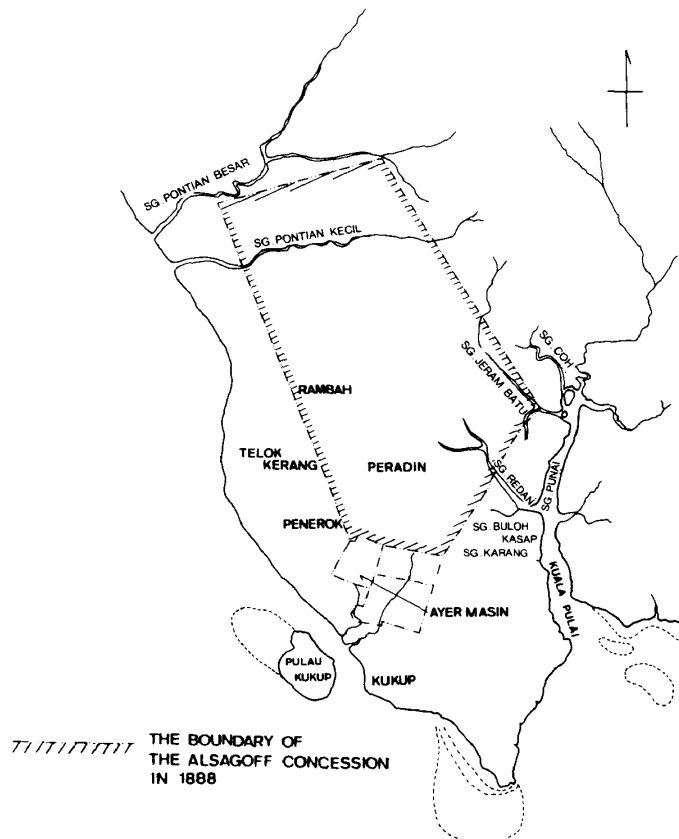 SG. PONTIAN BESAR
SG. PONTIAN KECIL
SG. COH
SG. JERAM BATU
RAMBAH
TELOK
KERANG
PERADIN
SG. REDAN
SG. PUNAI
PENEROK
SG. BULOH
KASAP
SG. KARANG
KUALA PULAI
AYER MASIN
PULAU
KUKUP
KUKUP
THE BOUNDARY OF
THE ALSAGOFF CONCESSION
IN 1888